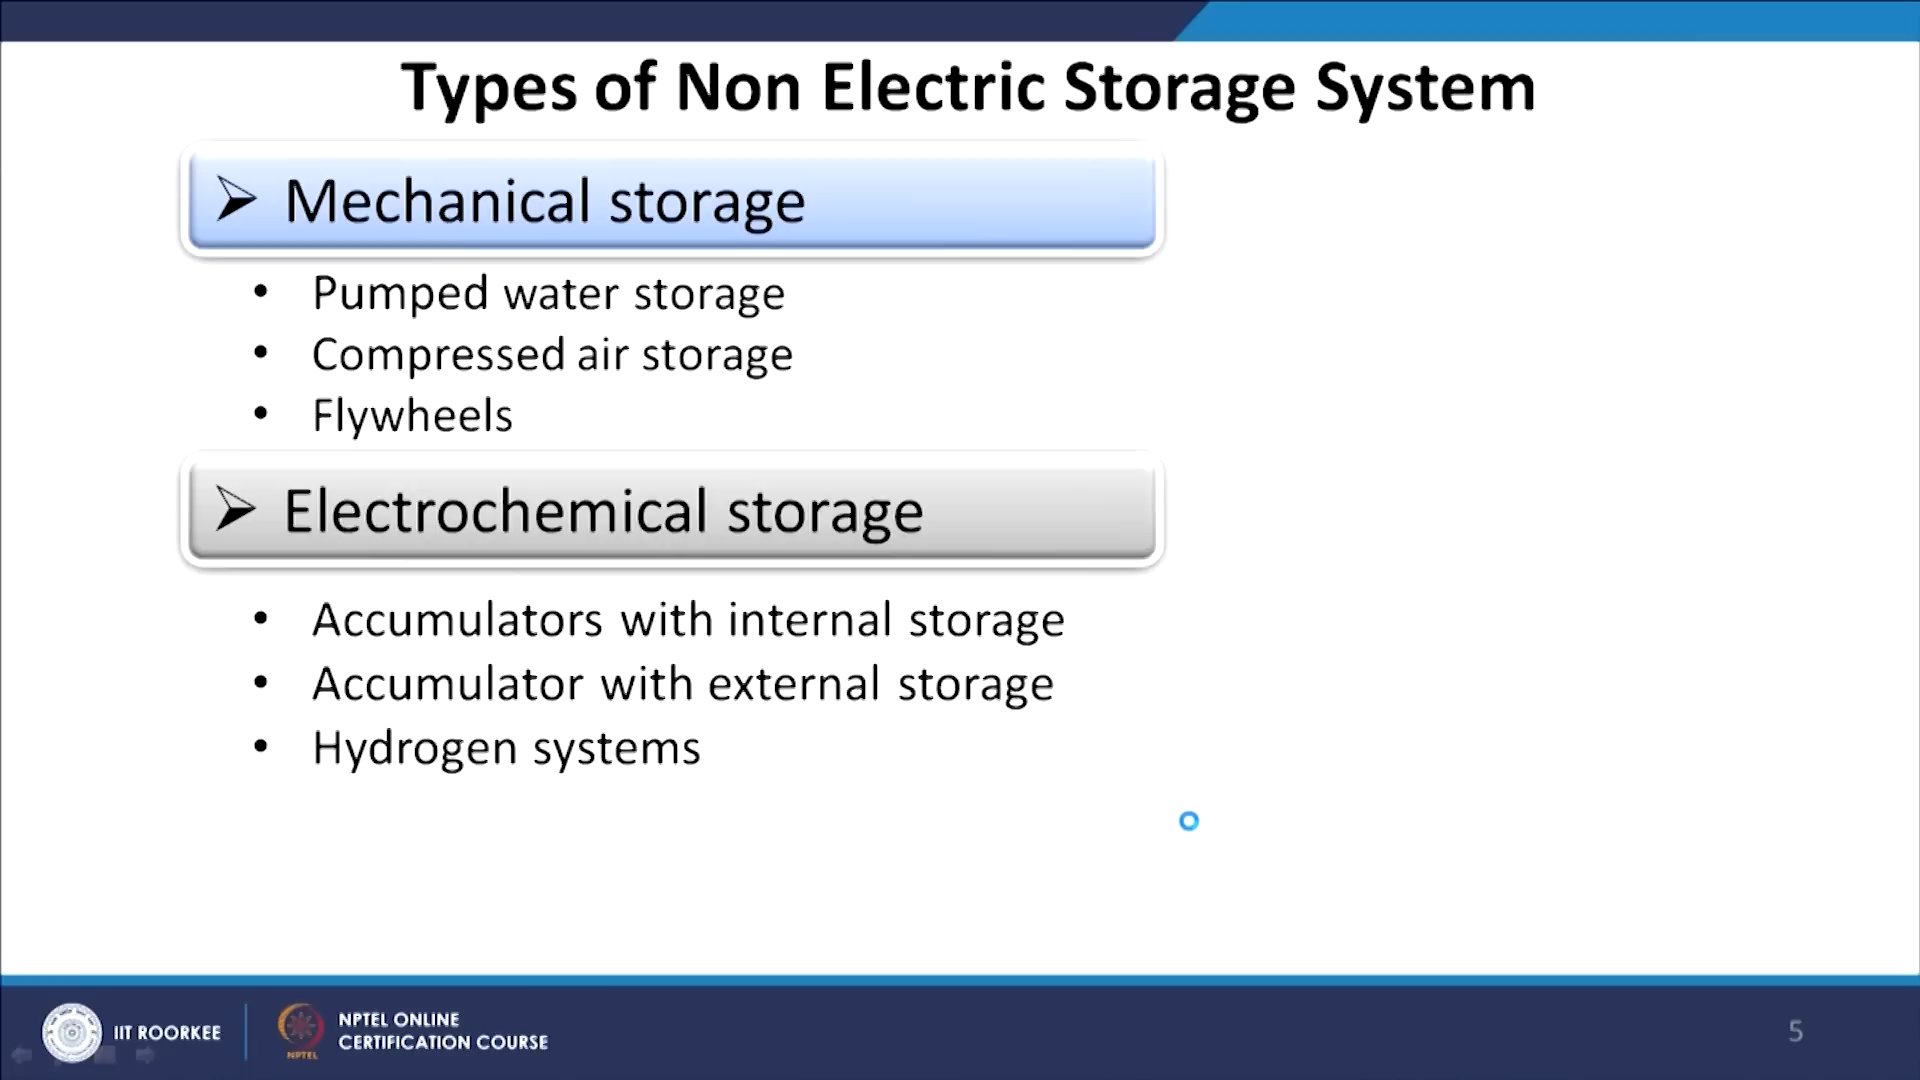 Types of Non Electric Storage System
➢ Mechanical storage
• Pumped water storage
• Compressed air storage
• Flywheels
➢ Electrochemical storage
• Accumulators with internal storage
• Accumulator with external storage
• Hydrogen systems
IIT ROORKEE
NPTEL
NPTEL ONLINE
CERTIFICATION COURSE
5